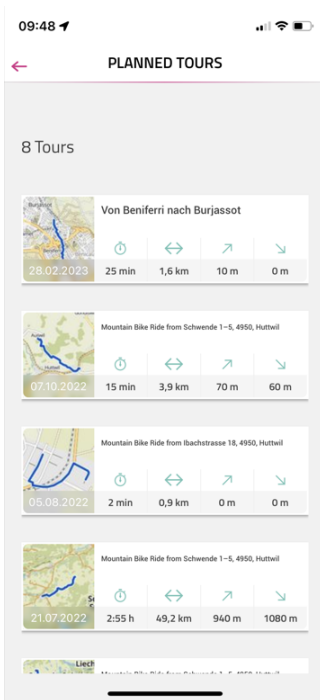 09:48
PLANNED TOURS
8 Tours
Von Beniferri nach Burjassot
28.02.2023
25 min 1,6 km 10 m 0 m
Mountain Bike Ride from Schwende 1–5, 4950, Huttwil
Huttwil
07.10.2022
15 min 3,9 km 70 m 60 m
Mountain Bike Ride from Ibachstrasse 18, 4950, Huttwil
05.08.2022
2 min 0,9 km 0 m 0 m
Mountain Bike Ride from Schwende 1–5, 4950, Huttwil
21.07.2022
2:55 h 49,2 km 940 m 1080 m
Liech